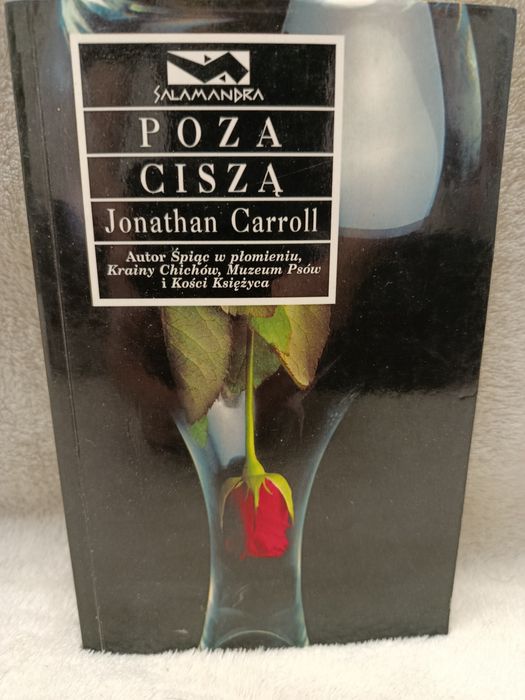 SALAMANDRA
POZA
CISZĄ
Jonathan Carroll
Autor Śpiąc w płomieniu,
Krainy Chichów, Muzeum Psów
i Kości Księżyca